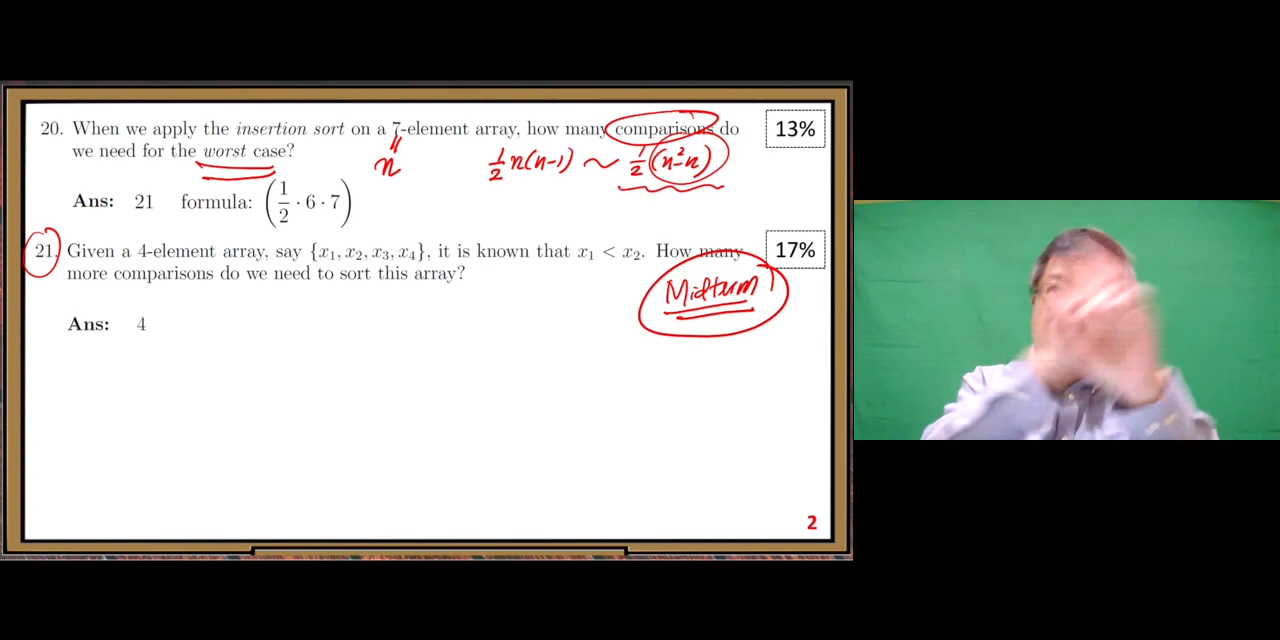 20. When we apply the insertion sort on a 7-element array, how many comparisons do
we need for the worst case?
13%
n
½n(n-1) ~ ½(n²-n)
Ans: 21 formula: (1/2 · 6 · 7)
21. Given a 4-element array, say {x₁, x₂, x₃, x₄}, it is known that x₁ < x₂. How many
more comparisons do we need to sort this array?
17%
Midterm
Ans: 4
2